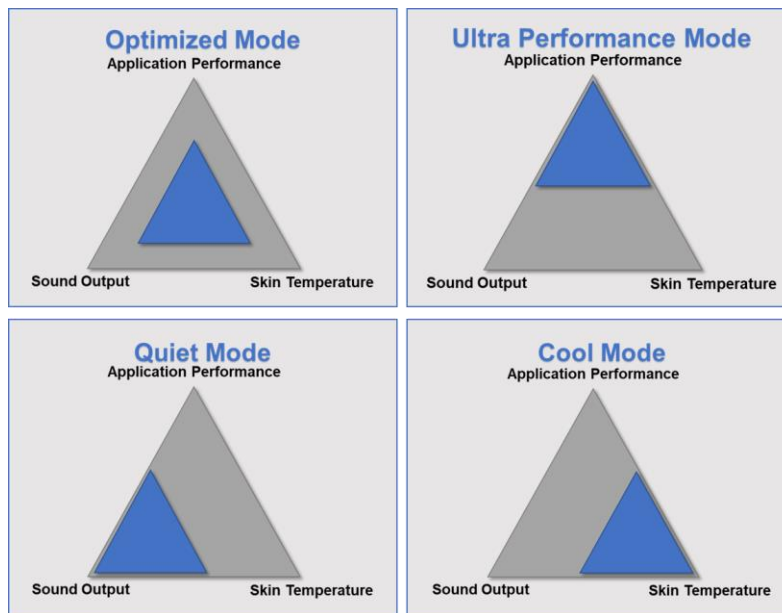 Optimized Mode
Application Performance
Sound Output
Skin Temperature
Ultra Performance Mode
Application Performance
Sound Output
Skin Temperature
Quiet Mode
Application Performance
Sound Output
Skin Temperature
Cool Mode
Application Performance
Sound Output
Skin Temperature